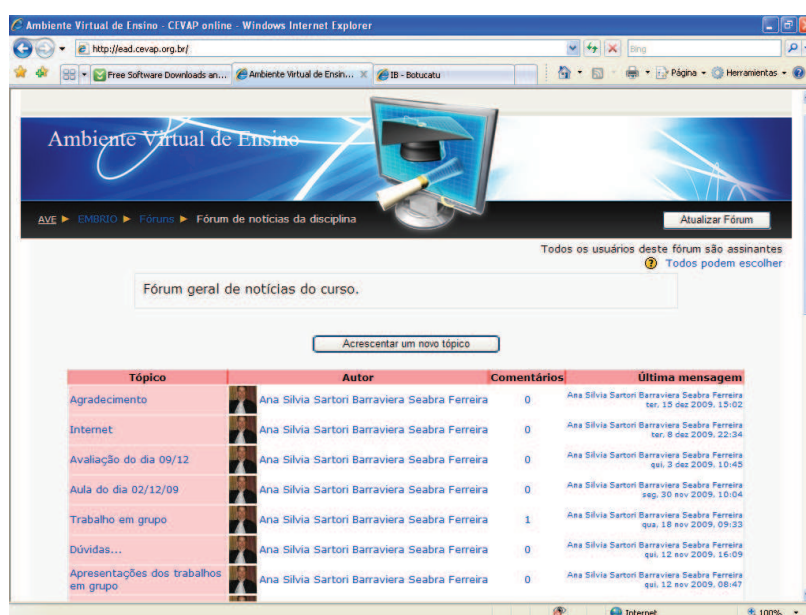 Ambiente Virtual de Ensino - CEVAP online - Windows Internet Explorer
http://ead.cevap.org.br/
Bing
Free Software Downloads an...
Ambiente Virtual de Ensin...
IB - Botucatu
Página
Herramientas
Ambiente Virtual de Ensino
AVE ► EMBRIO ► Fóruns ► Fórum de notícias da disciplina
Atualizar Fórum
Todos os usuários deste fórum são assinantes
Todos podem escolher
Fórum geral de notícias do curso.
Acrescentar um novo tópico
Tópico Autor Comentários Última mensagem
Agradecimento Ana Silvia Sartori Barraviera Seabra Ferreira 0 Ana Silvia Sartori Barraviera Seabra Ferreira
ter, 15 dez 2009, 15:02
Internet Ana Silvia Sartori Barraviera Seabra Ferreira 0 Ana Silvia Sartori Barraviera Seabra Ferreira
ter, 8 dez 2009, 22:34
Avaliação do dia 09/12 Ana Silvia Sartori Barraviera Seabra Ferreira 0 Ana Silvia Sartori Barraviera Seabra Ferreira
qui, 3 dez 2009, 10:45
Aula do dia 02/12/09 Ana Silvia Sartori Barraviera Seabra Ferreira 0 Ana Silvia Sartori Barraviera Seabra Ferreira
seg, 30 nov 2009, 10:04
Trabalho em grupo Ana Silvia Sartori Barraviera Seabra Ferreira 1 Ana Silvia Sartori Barraviera Seabra Ferreira
qua, 18 nov 2009, 09:33
Dúvidas... Ana Silvia Sartori Barraviera Seabra Ferreira 0 Ana Silvia Sartori Barraviera Seabra Ferreira
qui, 12 nov 2009, 16:09
Apresentações dos trabalhos
em grupo Ana Silvia Sartori Barraviera Seabra Ferreira 0 Ana Silvia Sartori Barraviera Seabra Ferreira
qui, 12 nov 2009, 08:47
Internet
100%